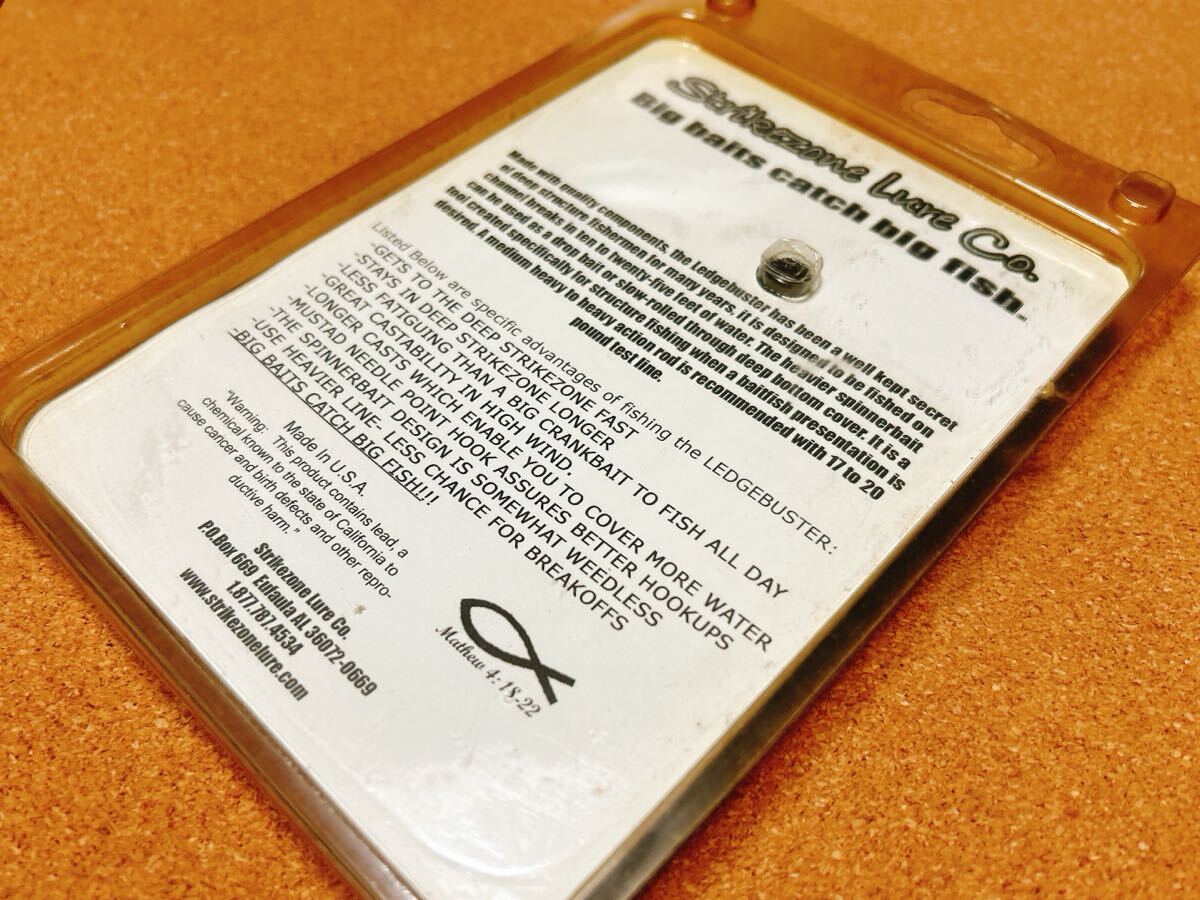 Strikezone Lure Co.
Big baits catch big fish.
Made with quality components, the Ledgebuster has been a well kept secret
of deep structure fishermen for many years. It is designed to be fished on
channel breaks in ten to twenty-five feet of water. The heavier spinnerbait
can be used as a drop bait or slow-rolled through deep bottom cover. It is a
tool created specifically for structure fishing when a baitfish presentation is
desired. A medium heavy to heavy action rod is recommended with 17 to 20
pound test line.
Listed Below are specific advantages of fishing the LEDGEBUSTER:
-GETS TO THE DEEP STRIKEZONE FAST
-STAYS IN DEEP STRIKEZONE LONGER
-LESS FATIGUING THAN A BIG CRANKBAIT TO FISH ALL DAY
-GREAT CASTABILITY IN HIGH WIND.
-LONGER CASTS WHICH ENABLE YOU TO COVER MORE WATER
-MUSTAD NEEDLE POINT HOOK ASSURES BETTER HOOKUPS
-THE SPINNERBAIT DESIGN IS SOMEWHAT WEEDLESS
-USE HEAVIER LINE- LESS CHANCE FOR BREAKOFFS
-BIG BAITS CATCH BIG FISH!!!
Made in U.S.A.
"Warning: This product contains lead, a
chemical known to the state of California to
cause cancer and birth defects and other repro-
ductive harm."
Strikezone Lure Co.
PO.Box 669 Eufaula Al 36072-0669
1.877.787.4534
www.strikezonelure.com
Mathew 4:18-22